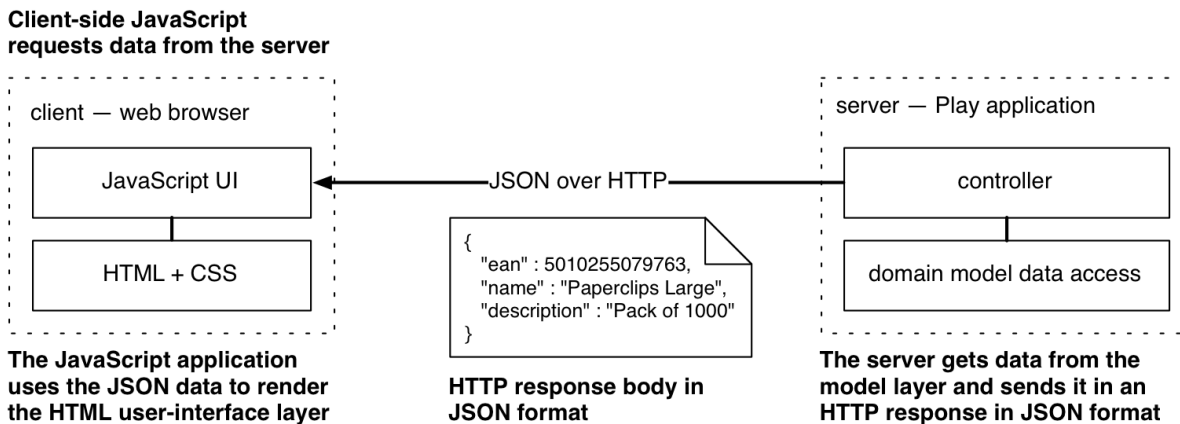 Client-side JavaScript
requests data from the server
client — web browser
JavaScript UI
HTML + CSS
The JavaScript application
uses the JSON data to render
the HTML user-interface layer
JSON over HTTP
{
"ean" : 5010255079763,
"name" : "Paperclips Large",
"description" : "Pack of 1000"
}
HTTP response body in
JSON format
server — Play application
controller
domain model data access
The server gets data from the
model layer and sends it in an
HTTP response in JSON format